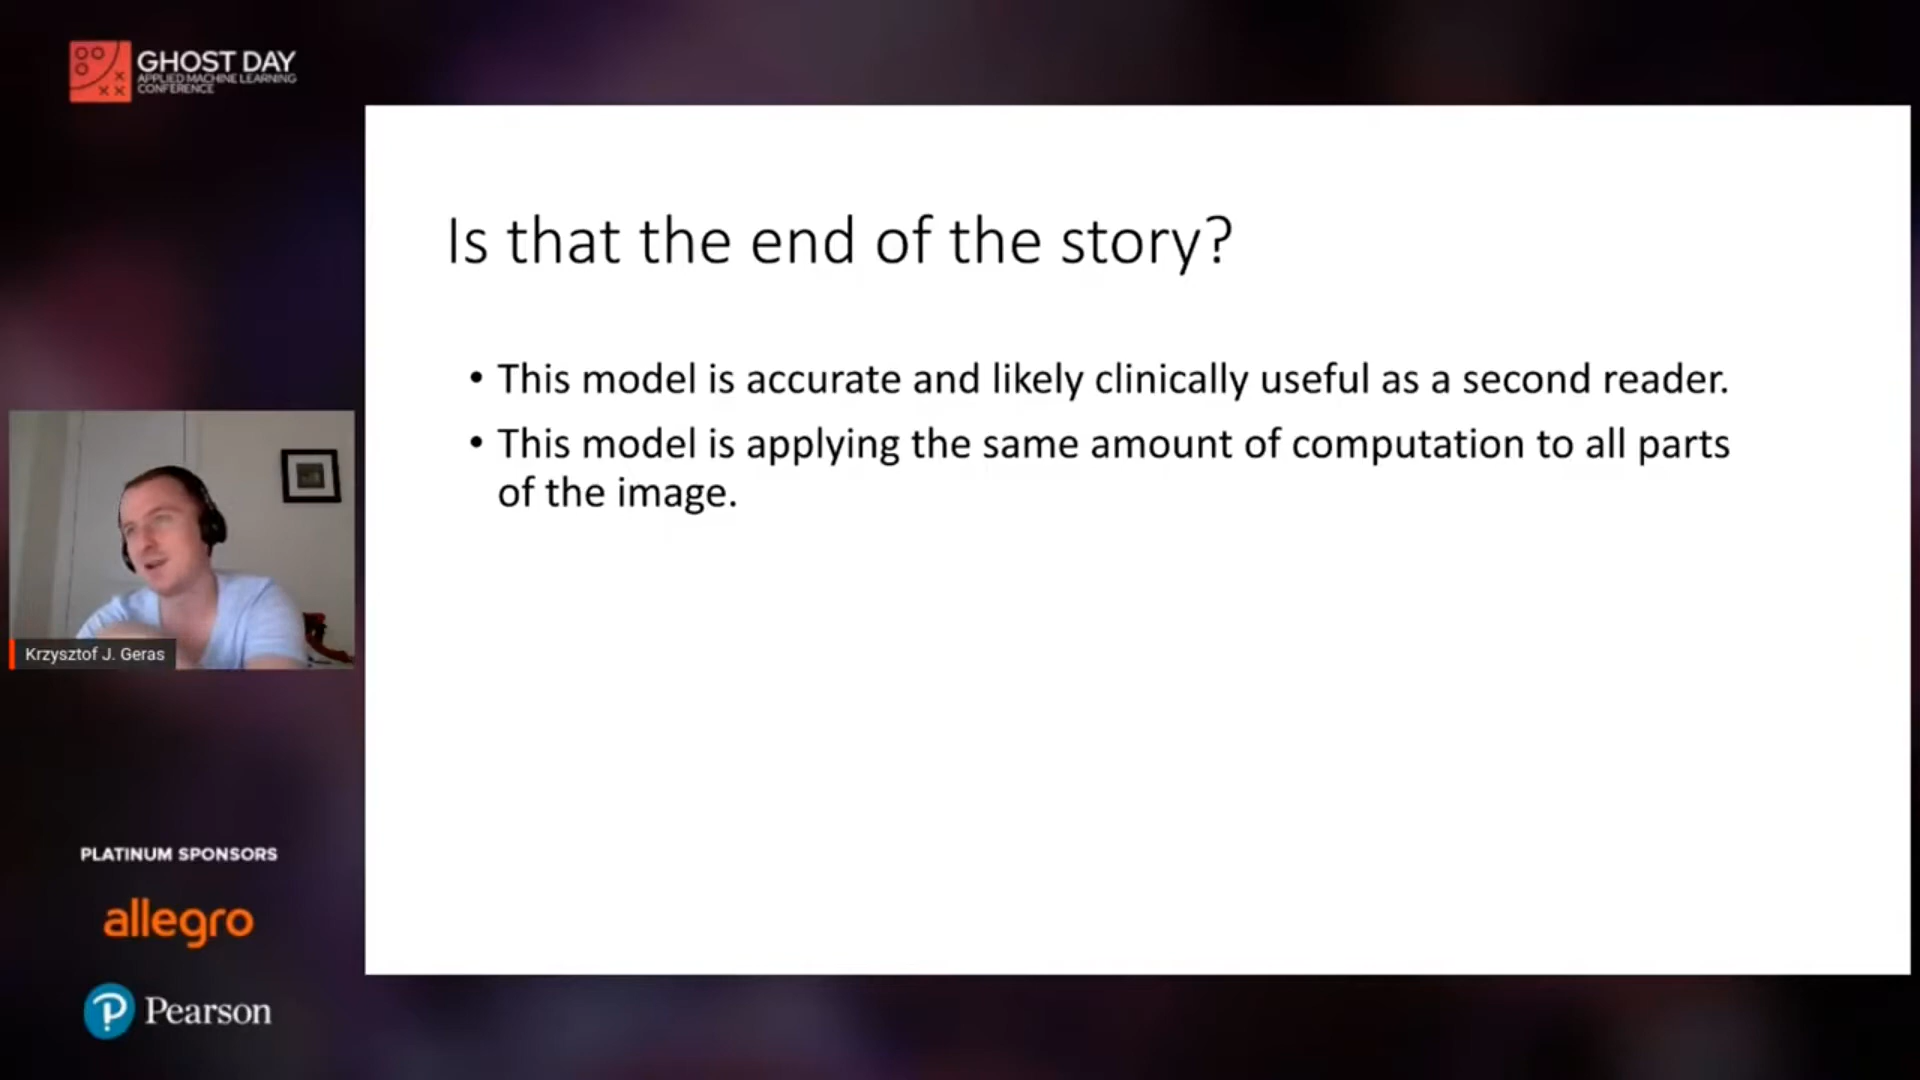 GHOST DAY
APPLIED MACHINE LEARNING
CONFERENCE
Is that the end of the story?
• This model is accurate and likely clinically useful as a second reader.
• This model is applying the same amount of computation to all parts
of the image.
Krzysztof J. Geras
PLATINUM SPONSORS
allegro
P Pearson